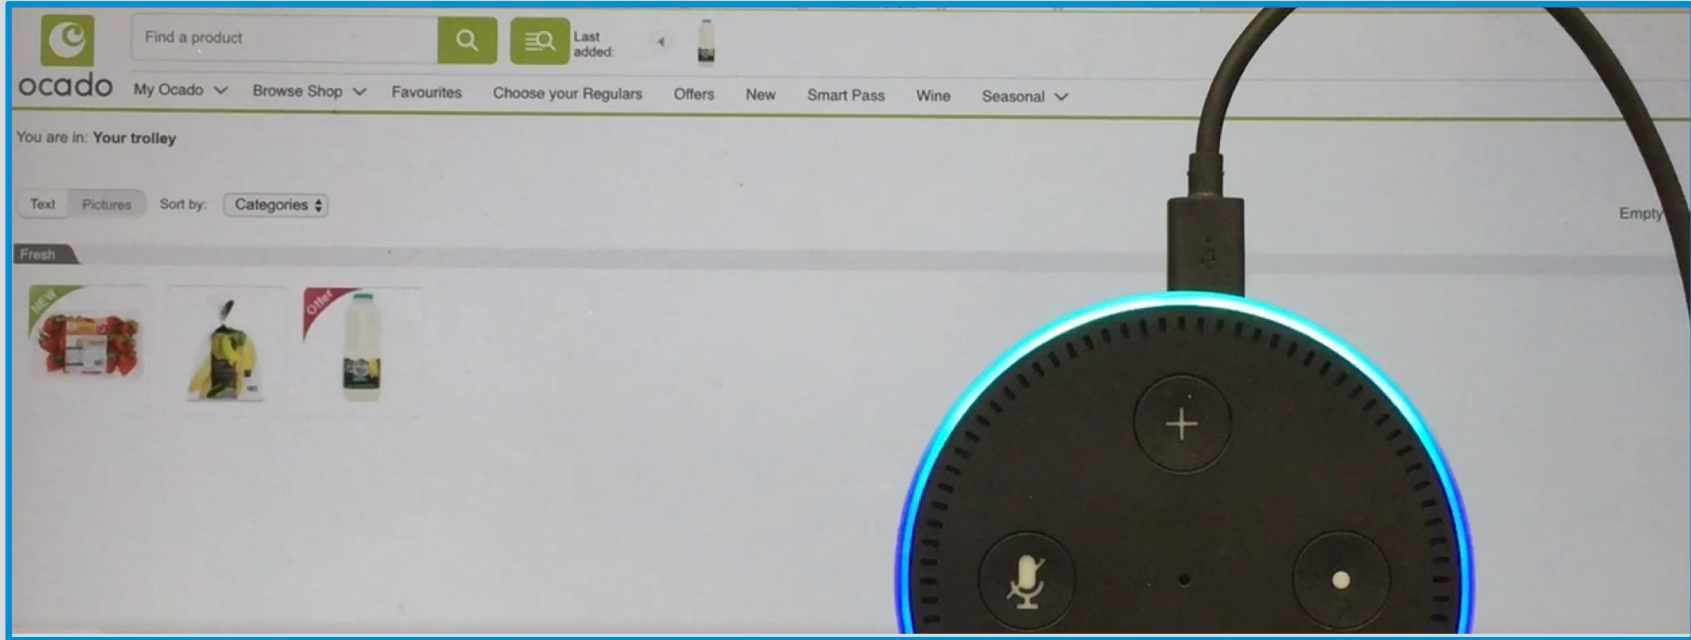 Find a product
Last
added:
ocado
My Ocado Browse Shop Favourites Choose your Regulars Offers New Smart Pass Wine Seasonal
You are in: Your trolley
Text Pictures Sort by: Categories
Empty
Fresh
NEW
Offer